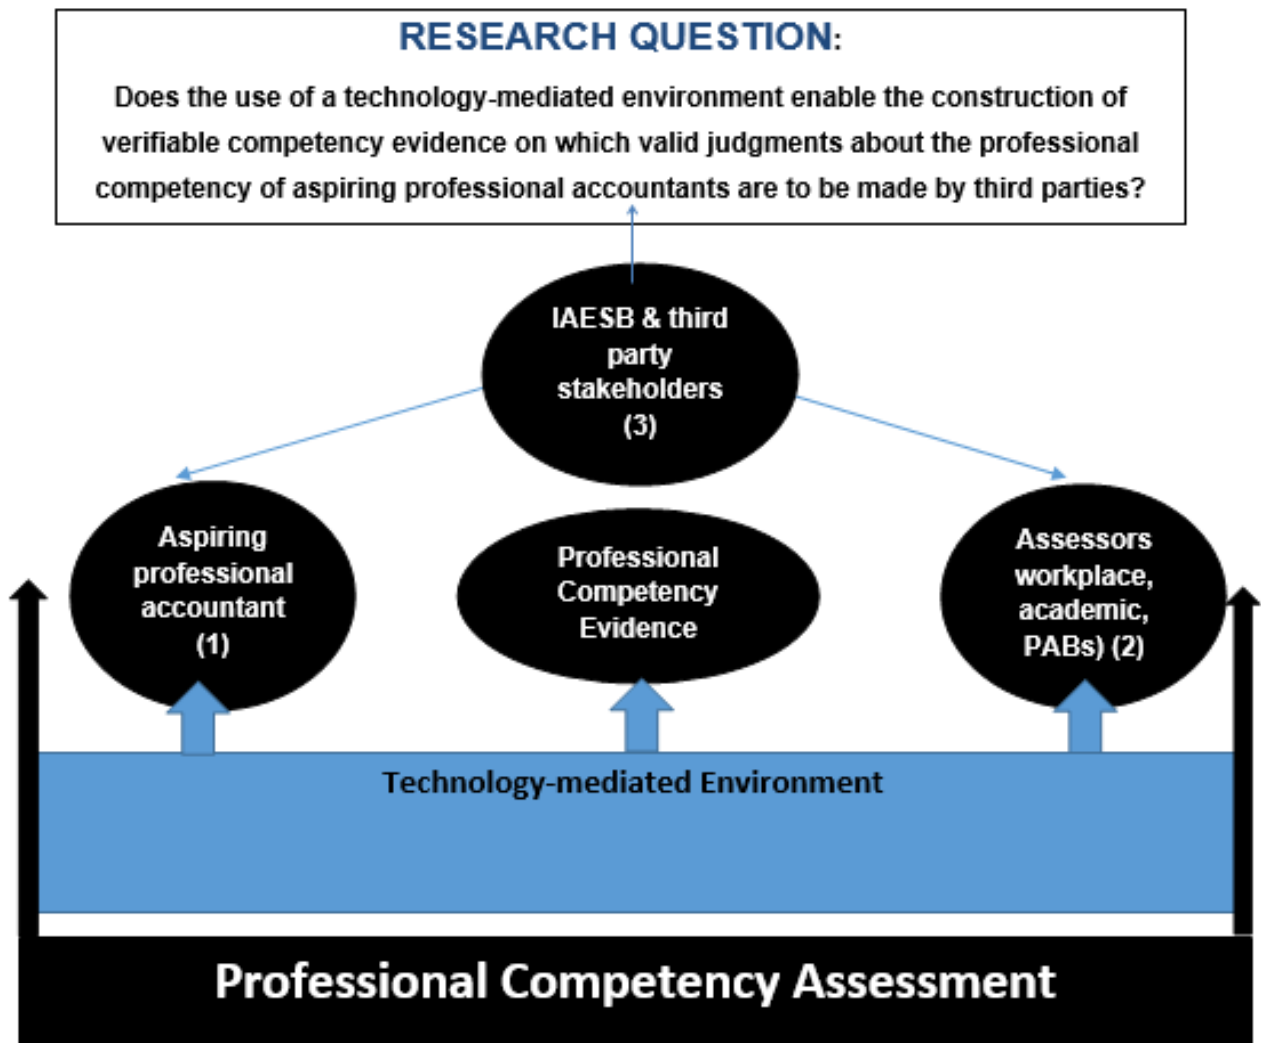 RESEARCH QUESTION:
Does the use of a technology-mediated environment enable the construction of
verifiable competency evidence on which valid judgments about the professional
competency of aspiring professional accountants are to be made by third parties?
IAESB & third
party
stakeholders
(3)
Aspiring
professional
accountant
(1)
Professional
Competency
Evidence
Assessors
workplace,
academic,
PABs) (2)
Technology-mediated Environment
Professional Competency Assessment